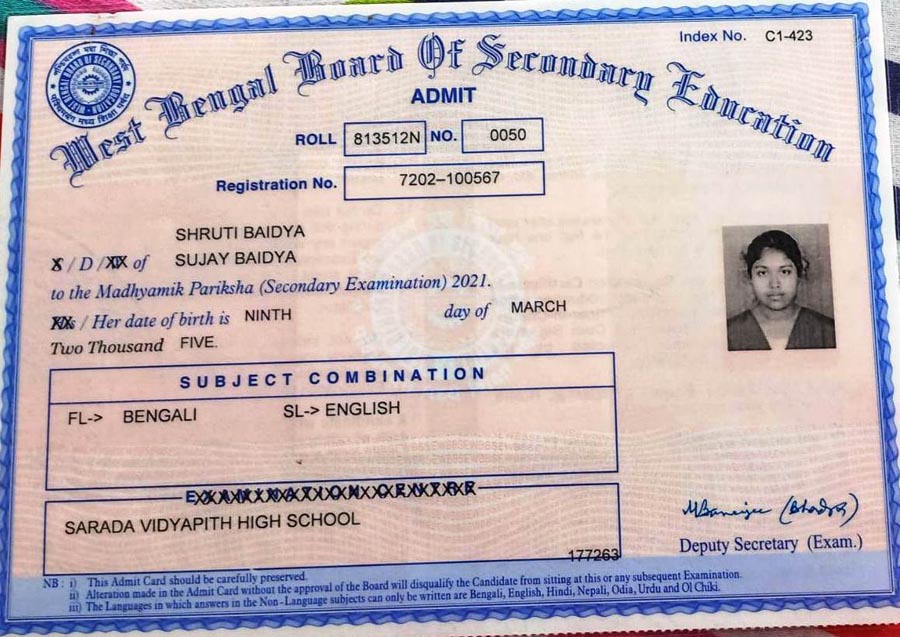 Index No. C1-423
West Bengal Board Of Secondary Education
ADMIT
ROLL 813512N NO. 0050
Registration No. 7202–100567
SHRUTI BAIDYA
S / D / XX of SUJAY BAIDYA
to the Madhyamik Pariksha (Secondary Examination) 2021.
XXs / Her date of birth is NINTH day of MARCH
Two Thousand FIVE.
SUBJECT COMBINATION
FL-> BENGALI SL-> ENGLISH
EXAMINATION CENTRE
SARADA VIDYAPITH HIGH SCHOOL
177263
MBanerjee (Bhadra)
Deputy Secretary (Exam.)
NB : i) This Admit Card should be carefully preserved.
ii) Alteration made in the Admit Card without the approval of the Board will disqualify the Candidate from sitting at this or any subsequent Examination.
iii) The Languages in which answers in the Non-Language subjects can only be written are Bengali, English, Hindi, Nepali, Odia, Urdu and Ol Chiki.